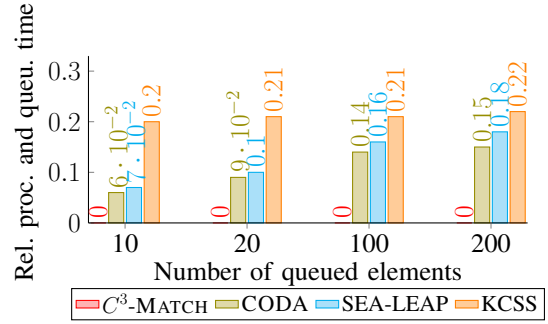 Rel. proc. and queu. time
0.3
0.2
0.1
0
0
6 · 10⁻²
7 · 10⁻²
0.2
0
9 · 10⁻²
0.1
0.21
0
0.14
0.16
0.21
0
0.15
0.18
0.22
10 20 100 200
Number of queued elements
C³-MATCH CODA SEA-LEAP KCSS